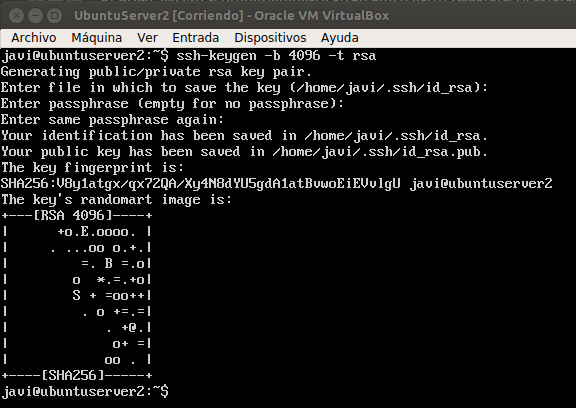 UbuntuServer2 [Corriendo] - Oracle VM VirtualBox
Archivo Máquina Ver Entrada Dispositivos Ayuda
javi@ubuntuserver2:~$ ssh-keygen -b 4096 -t rsa
Generating public/private rsa key pair.
Enter file in which to save the key (/home/javi/.ssh/id_rsa):
Enter passphrase (empty for no passphrase):
Enter same passphrase again:
Your identification has been saved in /home/javi/.ssh/id_rsa.
Your public key has been saved in /home/javi/.ssh/id_rsa.pub.
The key fingerprint is:
SHA256:V8y1atgx/qx72QA/Xy4N8dYU5gdA1atBvwoEiEVvlgU javi@ubuntuserver2
The key's randomart image is:
+---[RSA 4096]----+
|      +o.E.oooo. |
|     . ...oo o.+.|
|         =. B =.o|
|        o  *.=.+o|
|        S + =oo++|
|         . o +=.=|
|            . +@.|
|             o+ =|
|            oo . |
+----[SHA256]-----+
javi@ubuntuserver2:~$